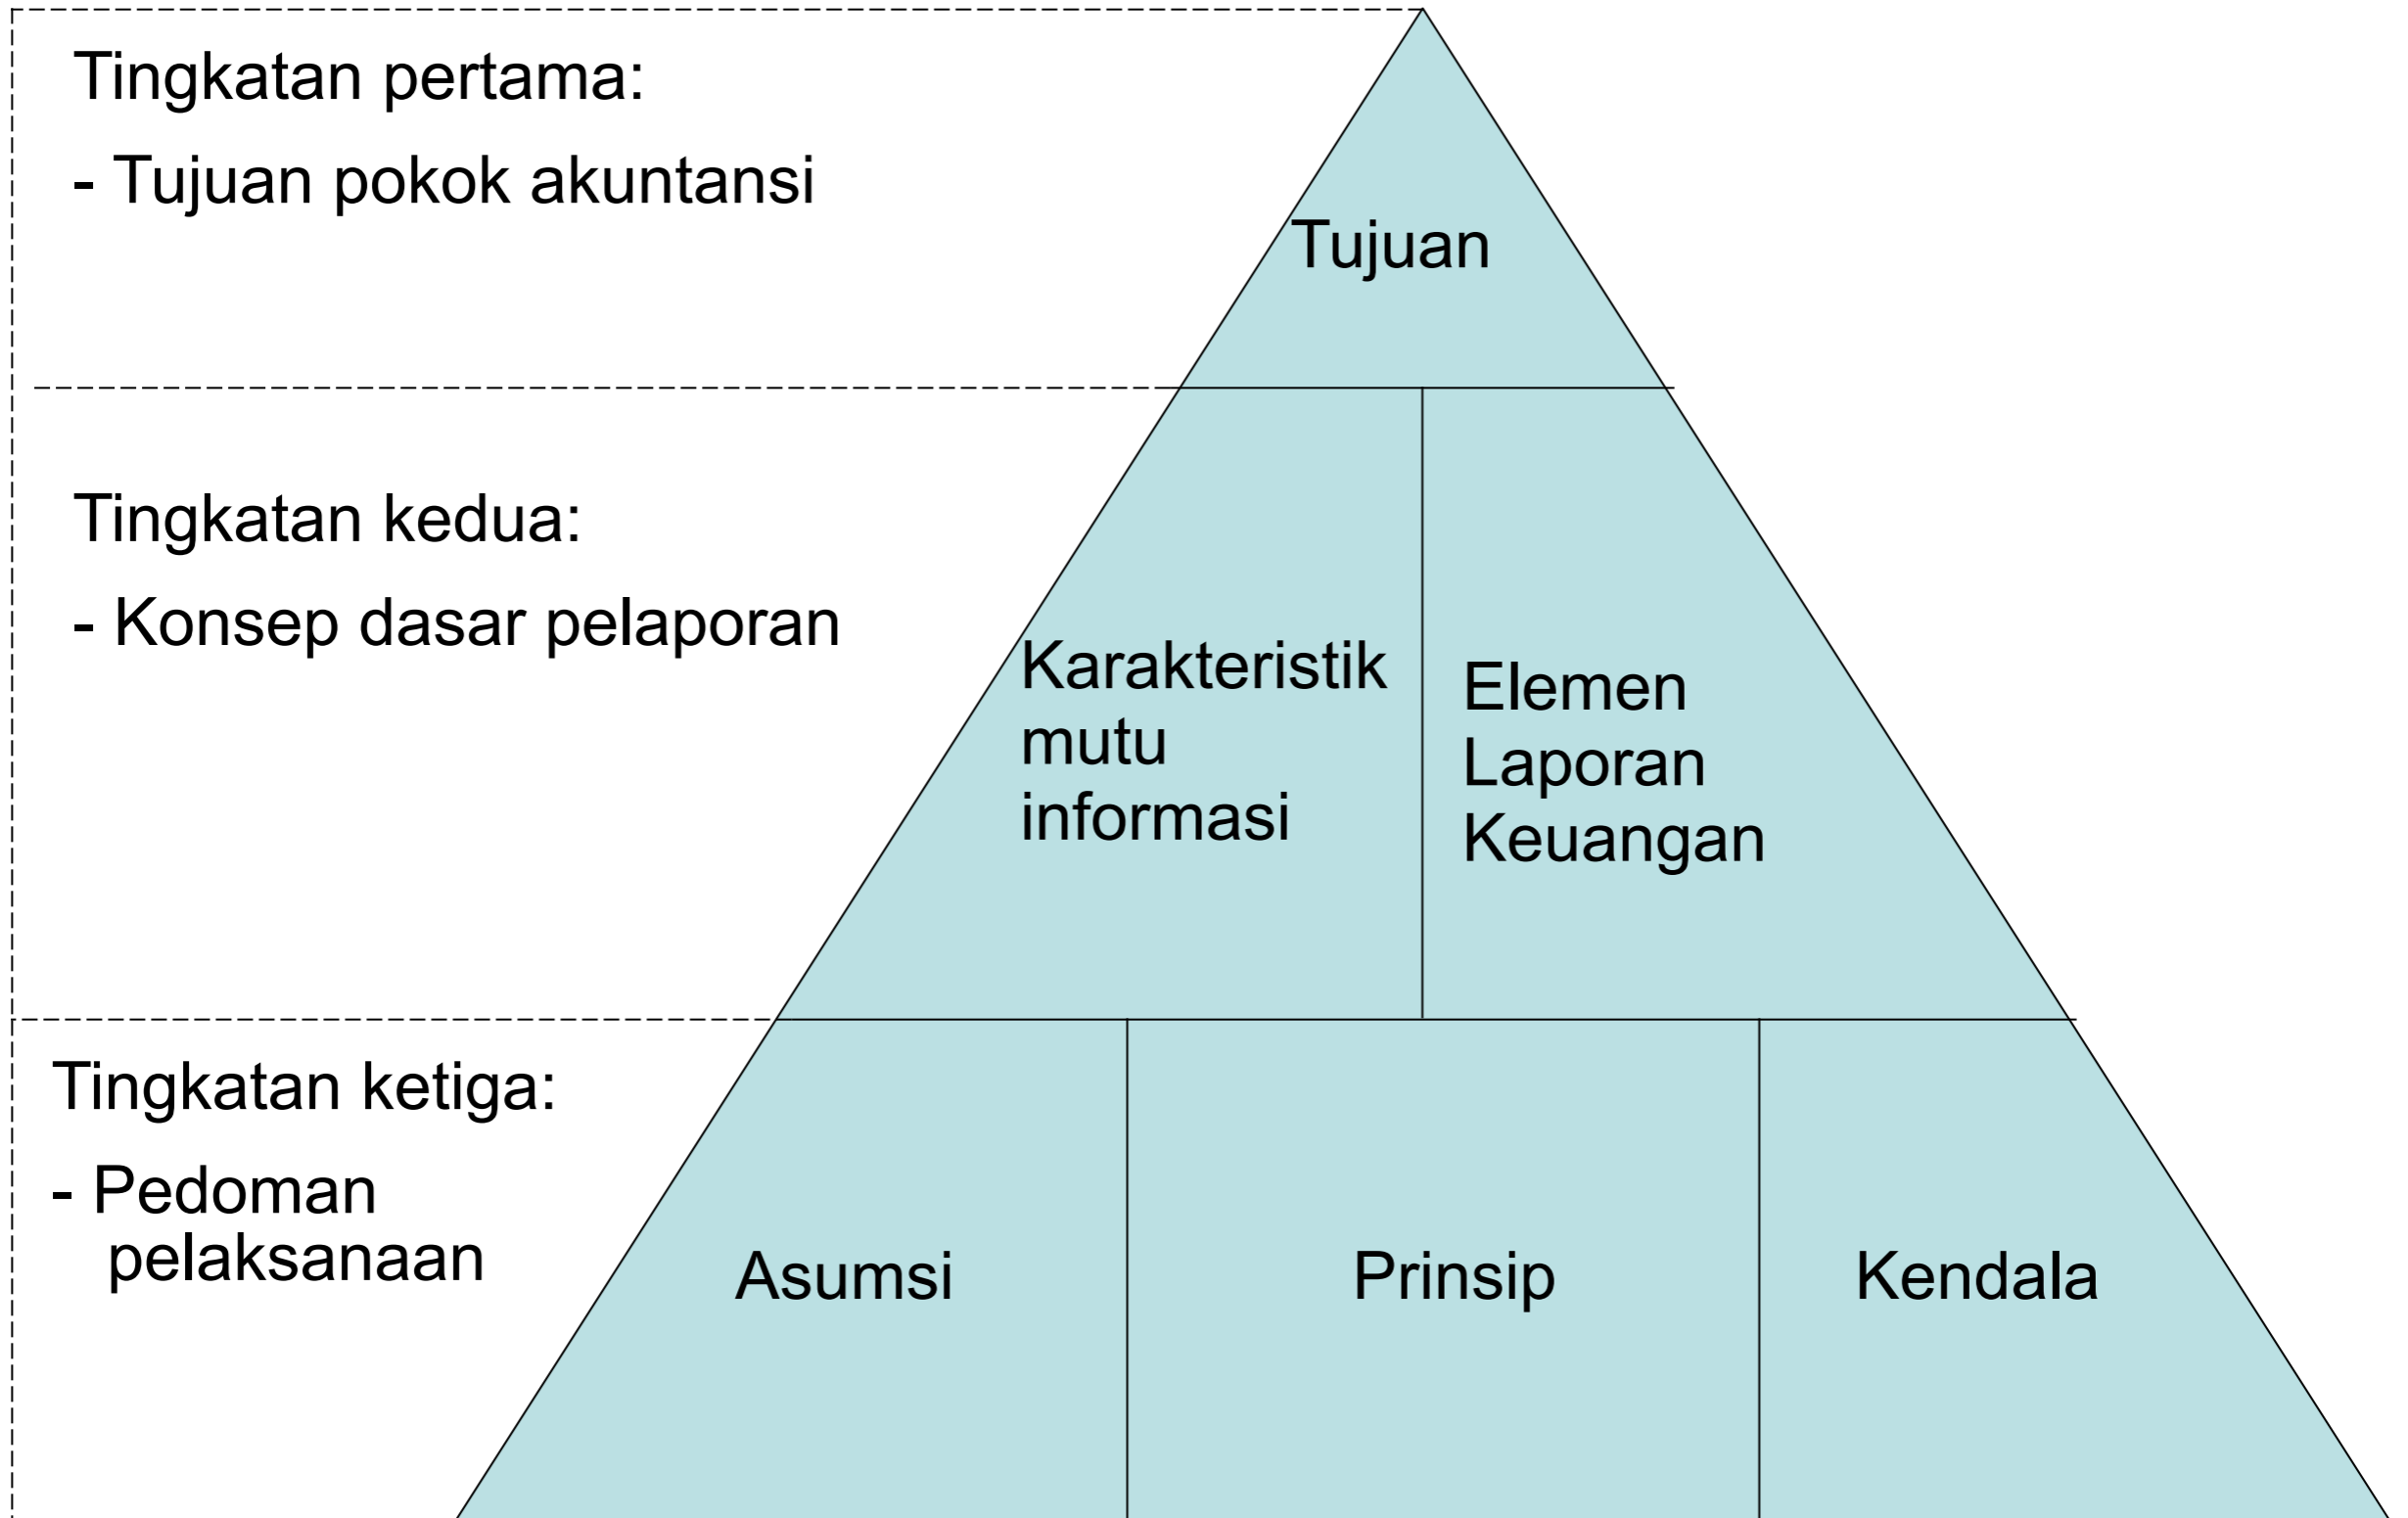 Tingkatan pertama:
- Tujuan pokok akuntansi
Tujuan
Tingkatan kedua:
- Konsep dasar pelaporan
Karakteristik
mutu
informasi
Elemen
Laporan
Keuangan
Tingkatan ketiga:
- Pedoman
pelaksanaan
Asumsi
Prinsip
Kendala